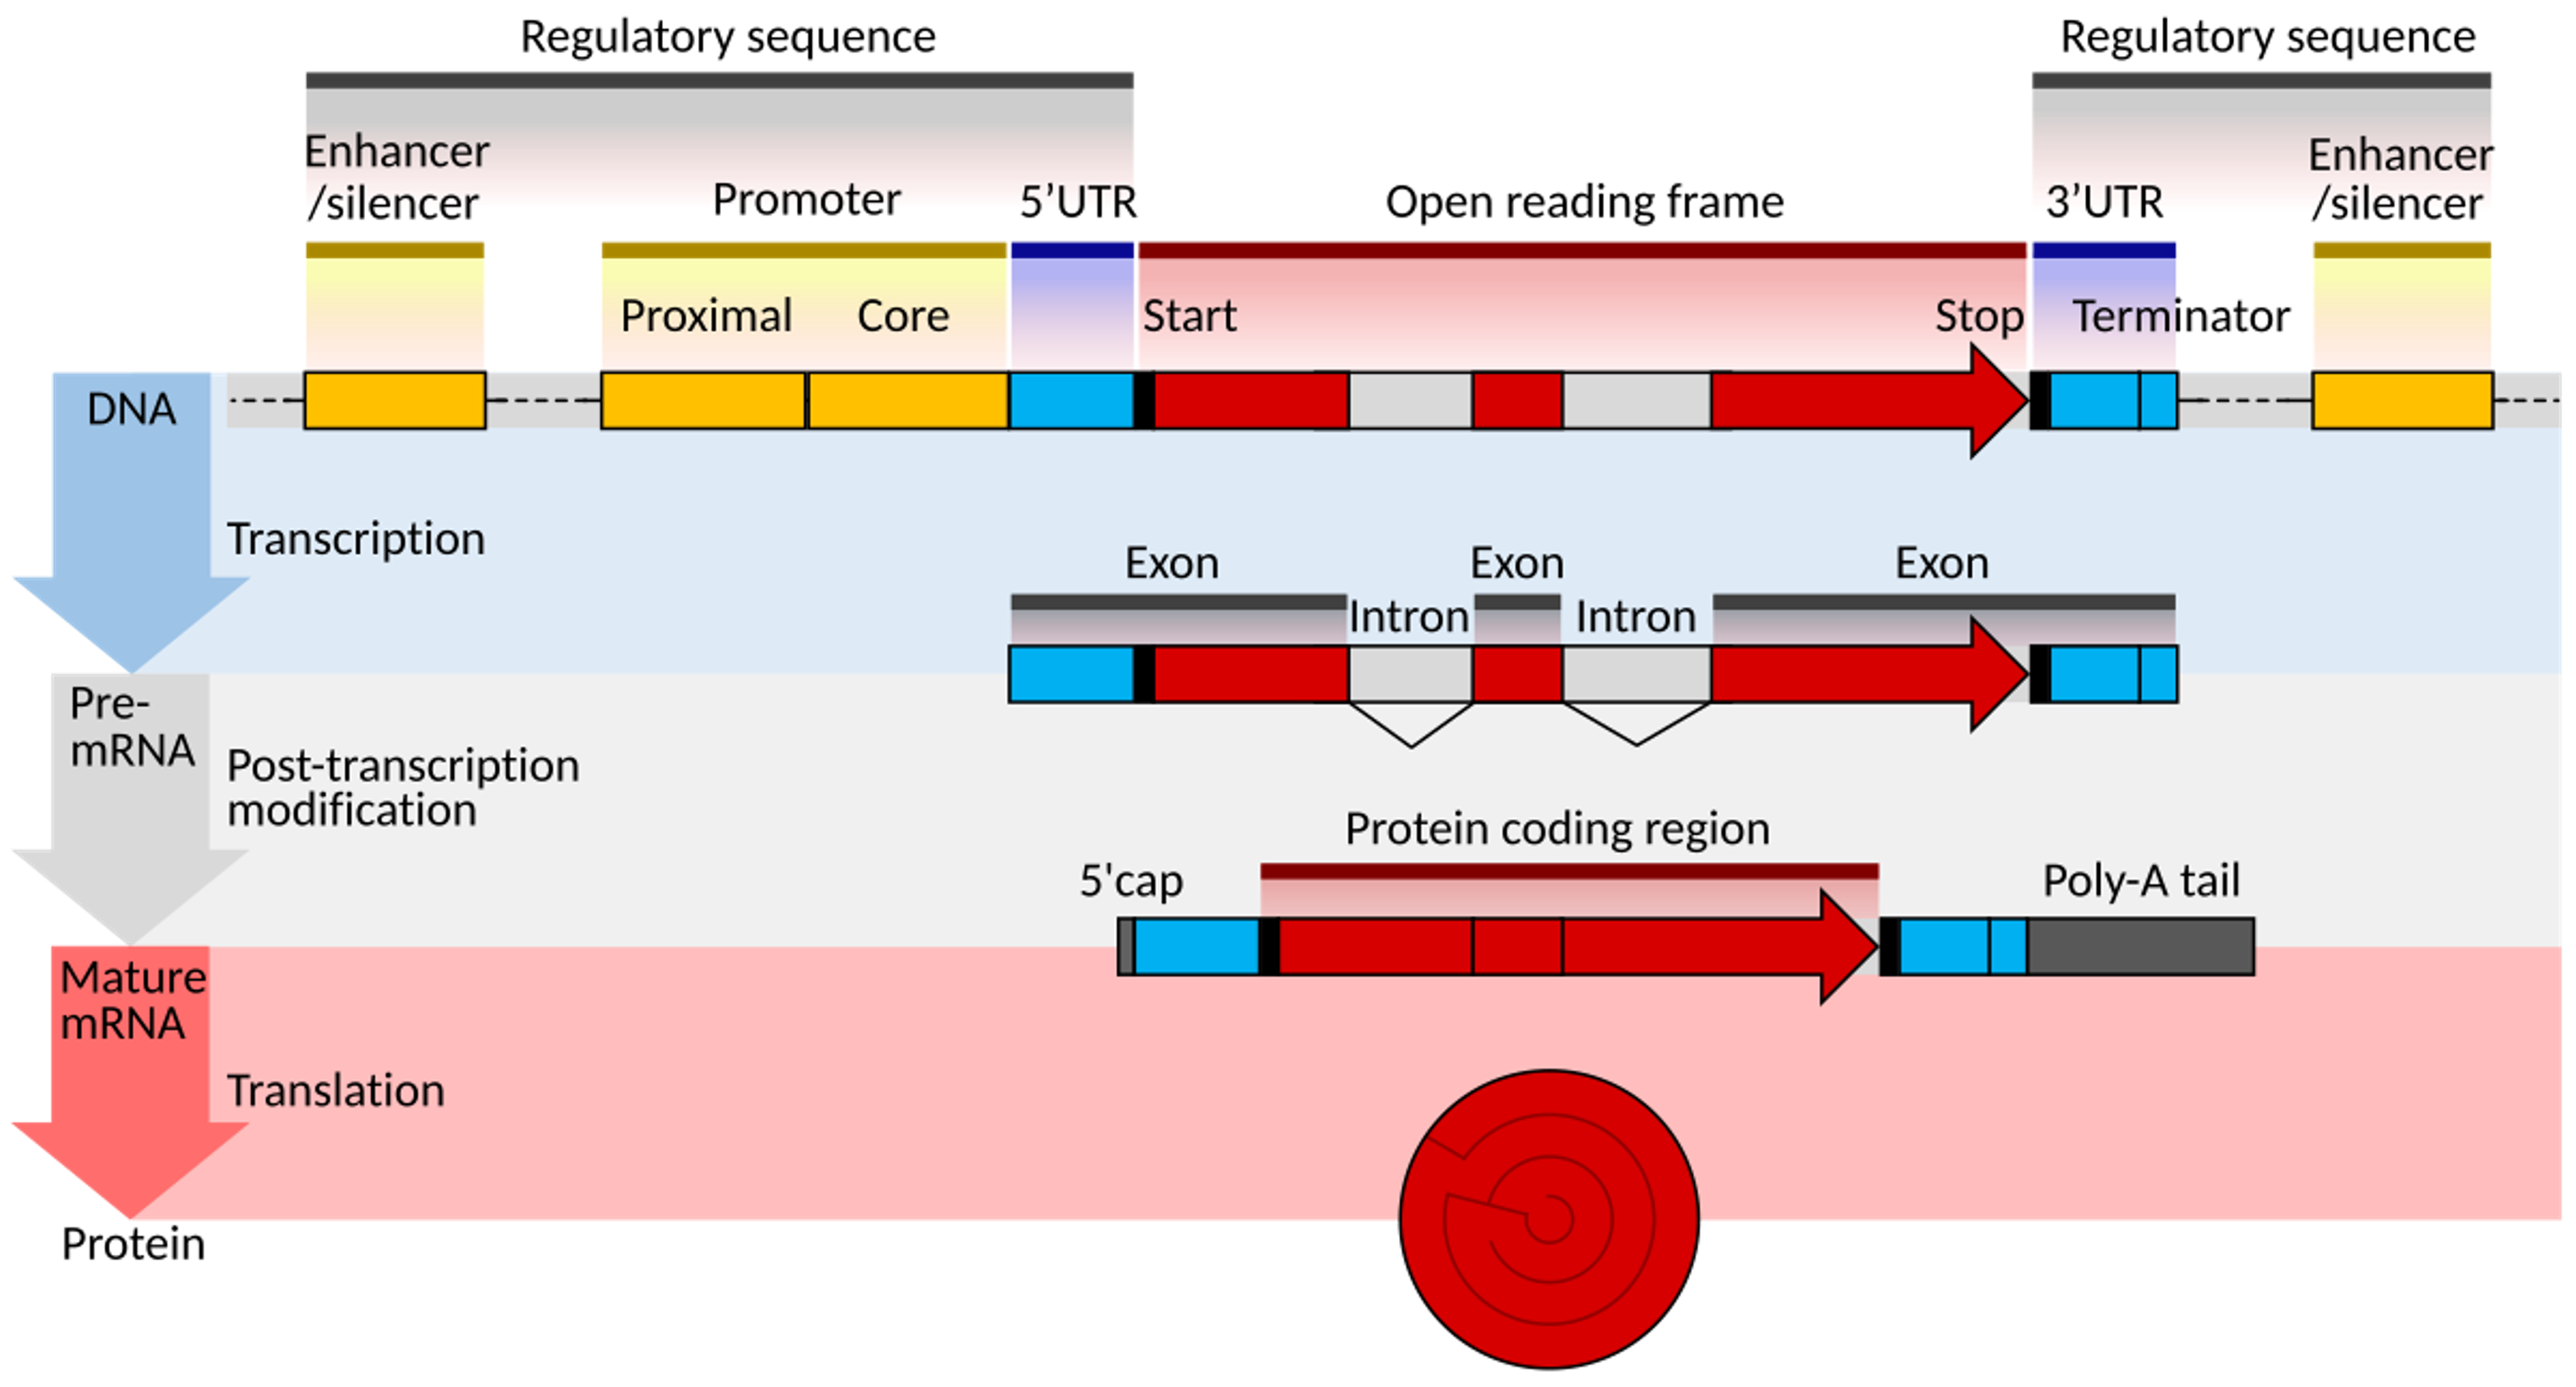 Regulatory sequence
Regulatory sequence
Enhancer
/silencer
Promoter
5’UTR
Open reading frame
3’UTR
Enhancer
/silencer
Proximal
Core
Start
Stop
Terminator
DNA
Transcription
Exon
Exon
Exon
Intron
Intron
Pre-
mRNA
Post-transcription
modification
Protein coding region
5'cap
Poly-A tail
Mature
mRNA
Translation
Protein